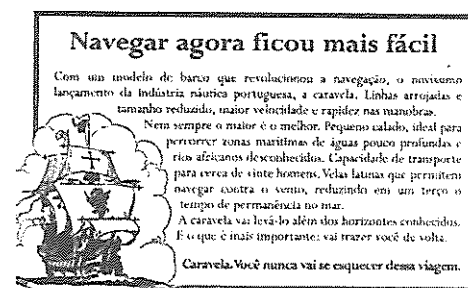 Navegar agora ficou mais fácil
Com um modelo de barco que revolucionou a navegação, o novíssimo
lançamento da indústria náutica portuguesa, a caravela. Linhas arrojadas e
tamanho reduzido, maior velocidade e rapidez nas manobras.
Nem sempre o maior é o melhor. Pequeno calado, ideal para
percorrer zonas marítimas de águas pouco profundas e
rios africanos desconhecidos. Capacidade de transporte
para cerca de vinte homens. Velas latinas que permitem
navegar contra o vento, reduzindo em um terço o
tempo de permanência no mar.
A caravela vai levá-lo além dos horizontes conhecidos.
E o que é mais importante: vai trazer você de volta.
Caravela. Você nunca vai se esquecer dessa viagem.